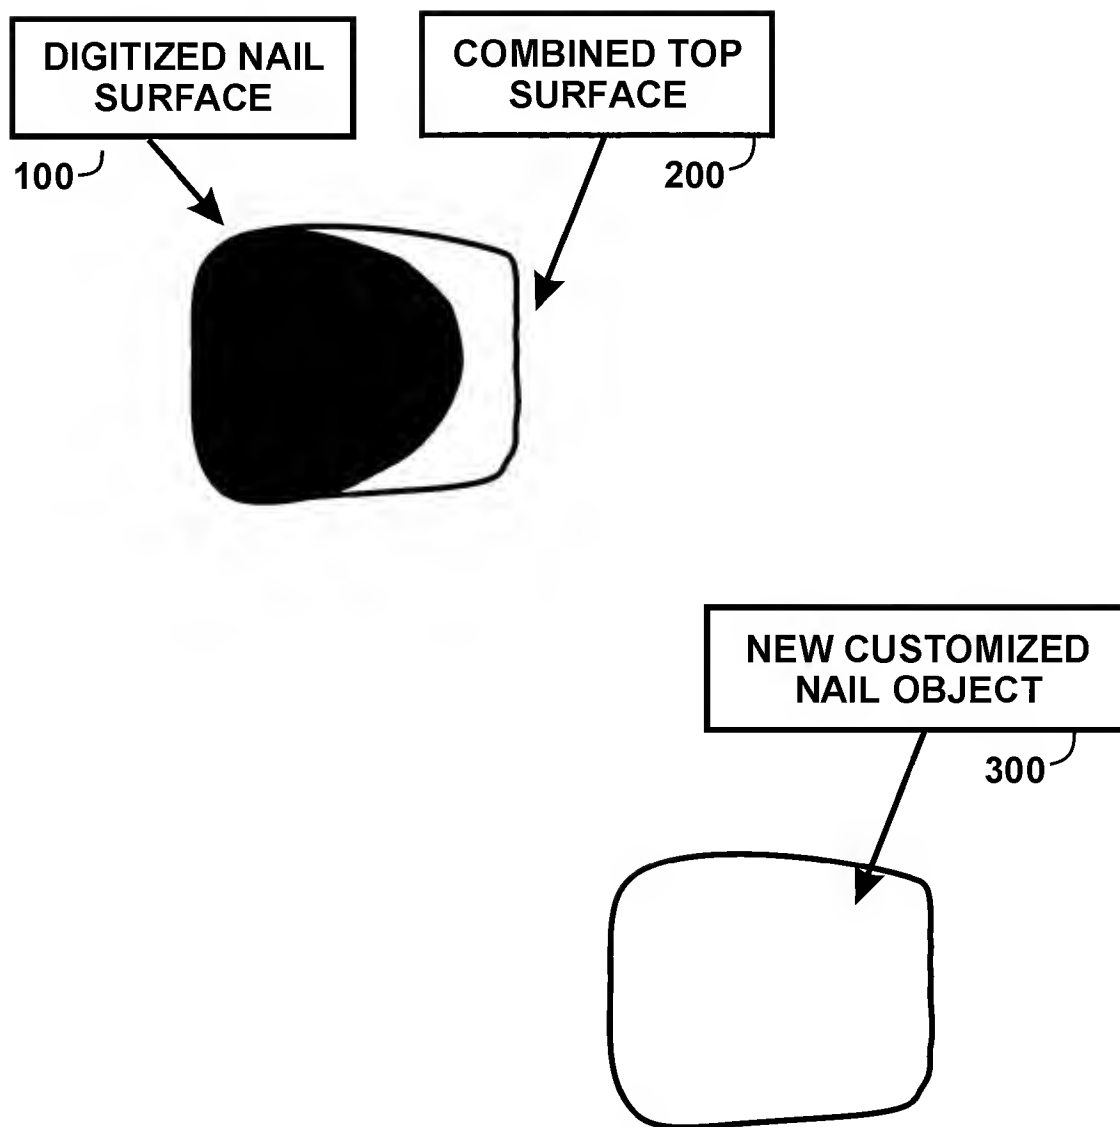 DIGITIZED NAIL
SURFACE
100
COMBINED TOP
SURFACE
200
NEW CUSTOMIZED
NAIL OBJECT
300